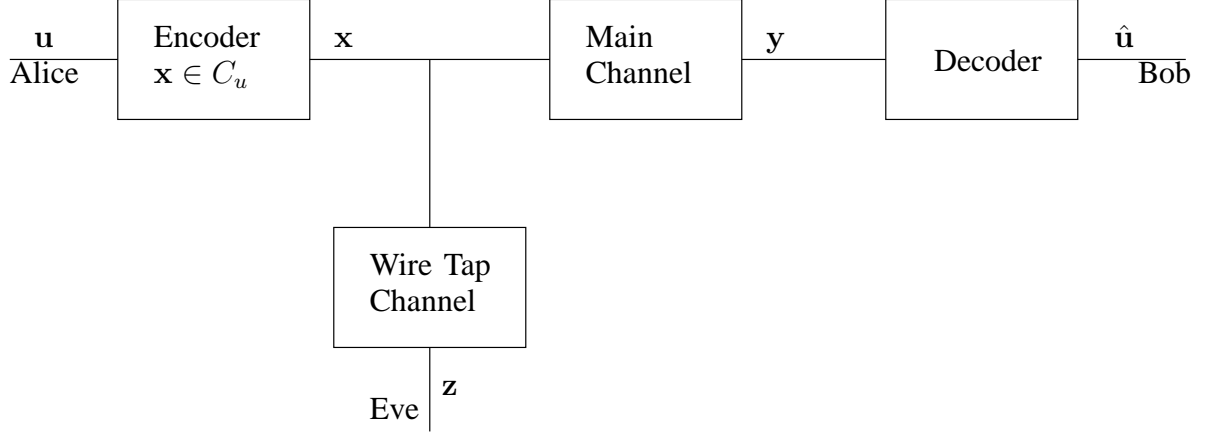 u
Alice
Encoder
x ∈ C_u
x
Main
Channel
y
Decoder
û
Bob
Wire Tap
Channel
z
Eve